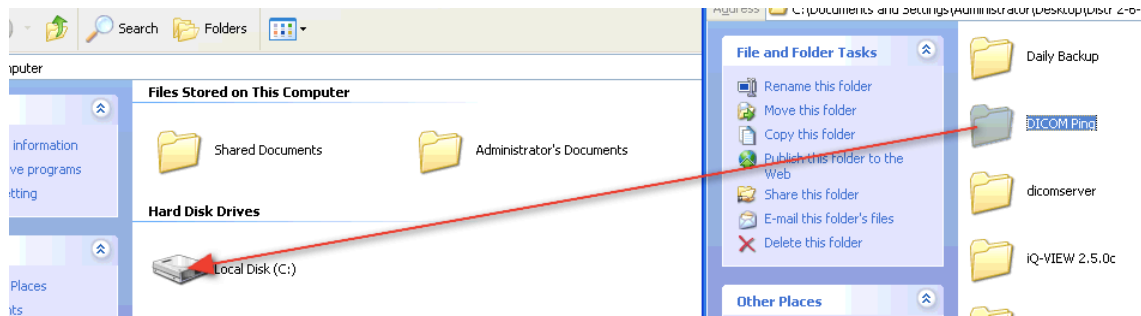 Search Folders
mputer
Files Stored on This Computer
Shared Documents
Administrator's Documents
Hard Disk Drives
Local Disk (C:)
information
ve programs
etting
Places
nts
Address C:\Documents and Settings\Administrator\Desktop\Distr 2-6-
File and Folder Tasks
Rename this folder
Move this folder
Copy this folder
Publish this folder to the
Web
Share this folder
E-mail this folder's files
Delete this folder
Other Places
Daily Backup
DICOM Ping
dicomserver
iQ-VIEW 2.5.0c